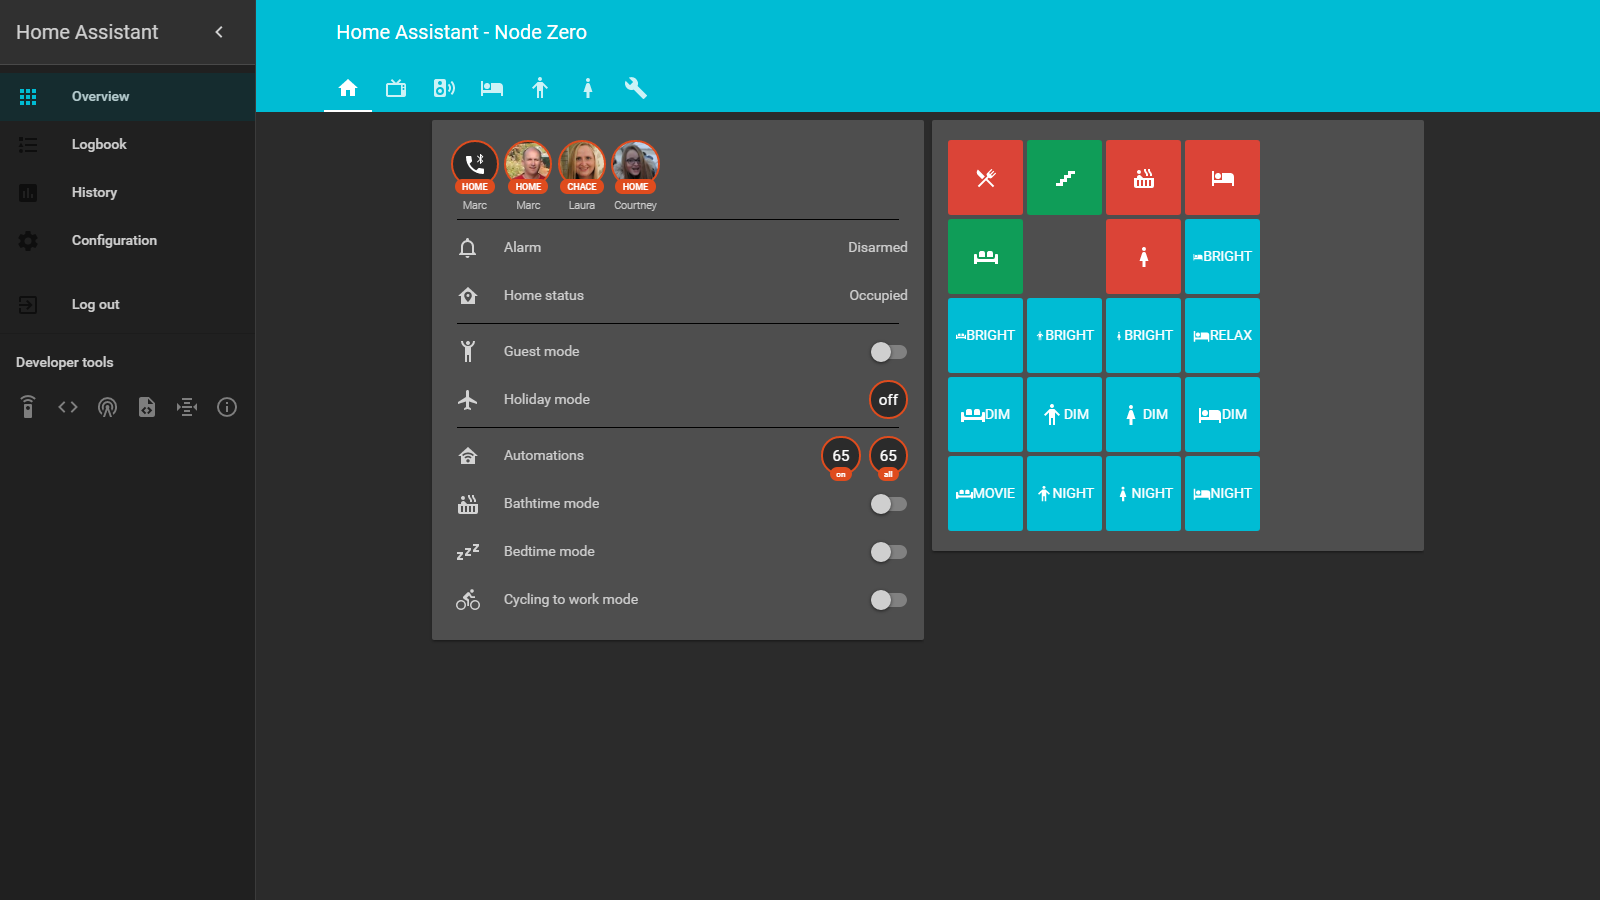 Home Assistant
Overview
Logbook
History
Configuration
Log out
Developer tools
Home Assistant - Node Zero
HOME HOME CHACE HOME
Marc Marc Laura Courtney
Alarm Disarmed
Home status Occupied
Guest mode
Holiday mode off
Automations 65 65
on all
Bathtime mode
Bedtime mode
Cycling to work mode
BRIGHT
BRIGHT BRIGHT BRIGHT RELAX
DIM DIM DIM DIM
MOVIE NIGHT NIGHT NIGHT